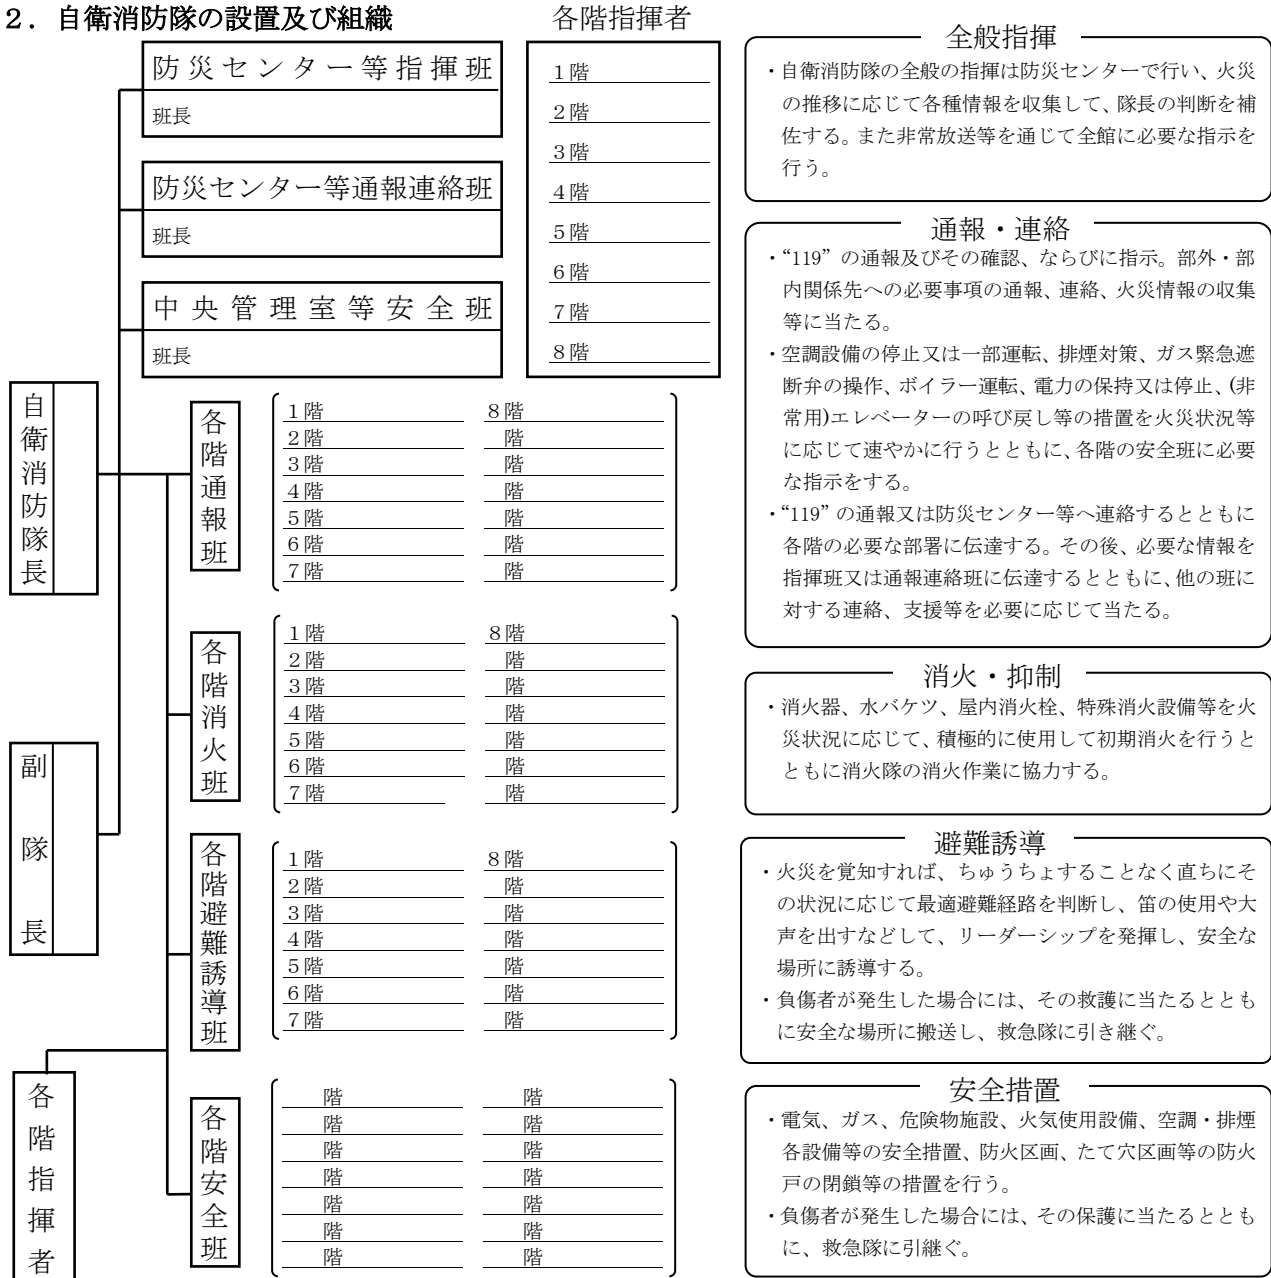 ２．自衛消防隊の設置及び組織
各階指揮者
防災センター等指揮班
班長
防災センター等通報連絡班
班長
中央管理室等安全班
班長
１階
２階
３階
４階
５階
６階
７階
８階
自衛消防隊長
副隊長
各階指揮者
各階通報班
１階 ８階
２階 階
３階 階
４階 階
５階 階
６階 階
７階 階
各階消火班
１階 ８階
２階 階
３階 階
４階 階
５階 階
６階 階
７階 階
各階避難誘導班
１階 ８階
２階 階
３階 階
４階 階
５階 階
６階 階
７階 階
各階安全班
階 階
階 階
階 階
階 階
階 階
階 階
階 階
全般指揮
・自衛消防隊の全般の指揮は防災センターで行い、火災
の推移に応じて各種情報を収集して、隊長の判断を補
佐する。また非常放送等を通じて全館に必要な指示を
行う。
通報・連絡
・“119”の通報及びその確認、ならびに指示。部外・部
内関係先への必要事項の通報、連絡、火災情報の収集
等に当たる。
・空調設備の停止又は一部運転、排煙対策、ガス緊急遮
断弁の操作、ボイラー運転、電力の保持又は停止、(非
常用)エレベーターの呼び戻し等の措置を火災状況等
に応じて速やかに行うとともに、各階の安全班に必要
な指示をする。
・“119”の通報又は防災センター等へ連絡するとともに
各階の必要な部署に伝達する。その後、必要な情報を
指揮班又は通報連絡班に伝達するとともに、他の班に
対する連絡、支援等を必要に応じて当たる。
消火・抑制
・消火器、水バケツ、屋内消火栓、特殊消火設備等を火
災状況に応じて、積極的に使用して初期消火を行うと
ともに消火隊の消火作業に協力する。
避難誘導
・火災を覚知すれば、ちゅうちょすることなく直ちにそ
の状況に応じて最適避難経路を判断し、笛の使用や大
声を出すなどして、リーダーシップを発揮し、安全な
場所に誘導する。
・負傷者が発生した場合には、その救護に当たるととも
に安全な場所に搬送し、救急隊に引き継ぐ。
安全措置
・電気、ガス、危険物施設、火気使用設備、空調・排煙
各設備等の安全措置、防火区画、たて穴区画等の防火
戸の閉鎖等の措置を行う。
・負傷者が発生した場合には、その保護に当たるととも
に、救急隊に引継ぐ。